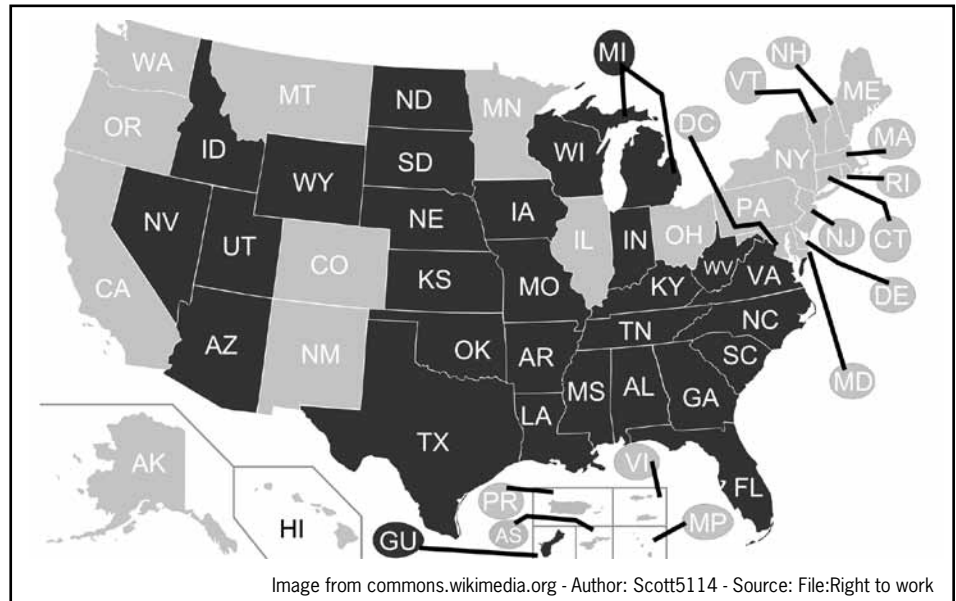 WA
MT
ND
MN
MI
VT
NH
ME
OR
ID
SD
WI
DC
NY
MA
RI
WY
IA
PA
NJ
CT
NV
UT
NE
IL
IN
OH
DE
CA
CO
KS
MO
KY
WV
VA
MD
AZ
NM
OK
AR
TN
NC
SC
TX
LA
MS
AL
GA
FL
AK
HI
GU
PR
AS
VI
MP
Image from commons.wikimedia.org - Author: Scott5114 - Source: File:Right to work